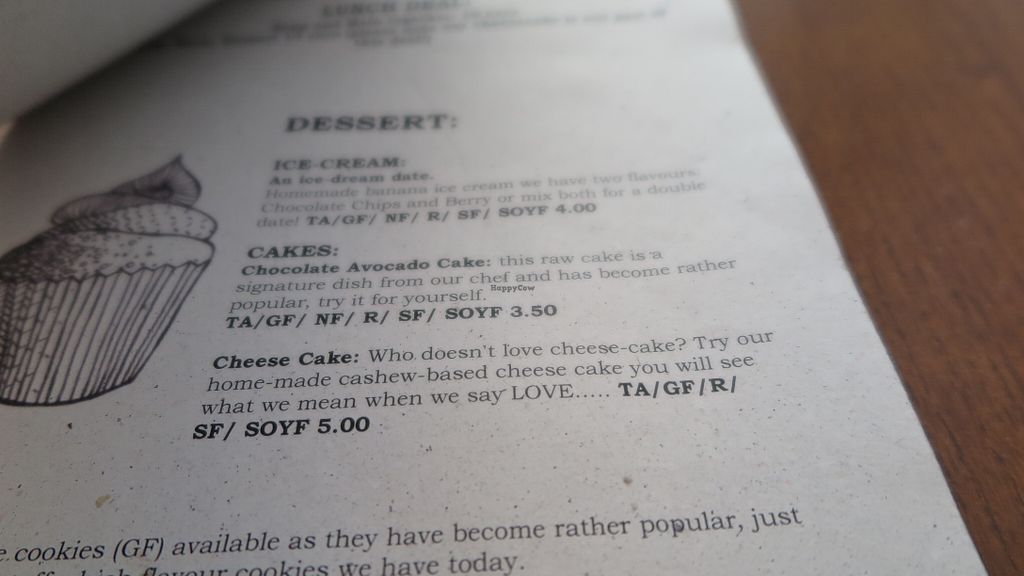 LUNCH DEAL:
DESSERT:
ICE-CREAM:
An ice-dream date.
Homemade banana ice cream we have two flavours.
Chocolate Chips and Berry or mix both for a double
date! TA/GF/ NF/ R/ SF/ SOYF 4.00
CAKES:
Chocolate Avocado Cake: this raw cake is a
signature dish from our chef and has become rather
popular, try it for yourself.
HappyCow
TA/GF/ NF/ R/ SF/ SOYF 3.50
Cheese Cake: Who doesn't love cheese-cake? Try our
home-made cashew-based cheese cake you will see
what we mean when we say LOVE..... TA/GF/R/
SF/ SOYF 5.00
cookies (GF) available as they have become rather popular, just
flavour cookies we have today.